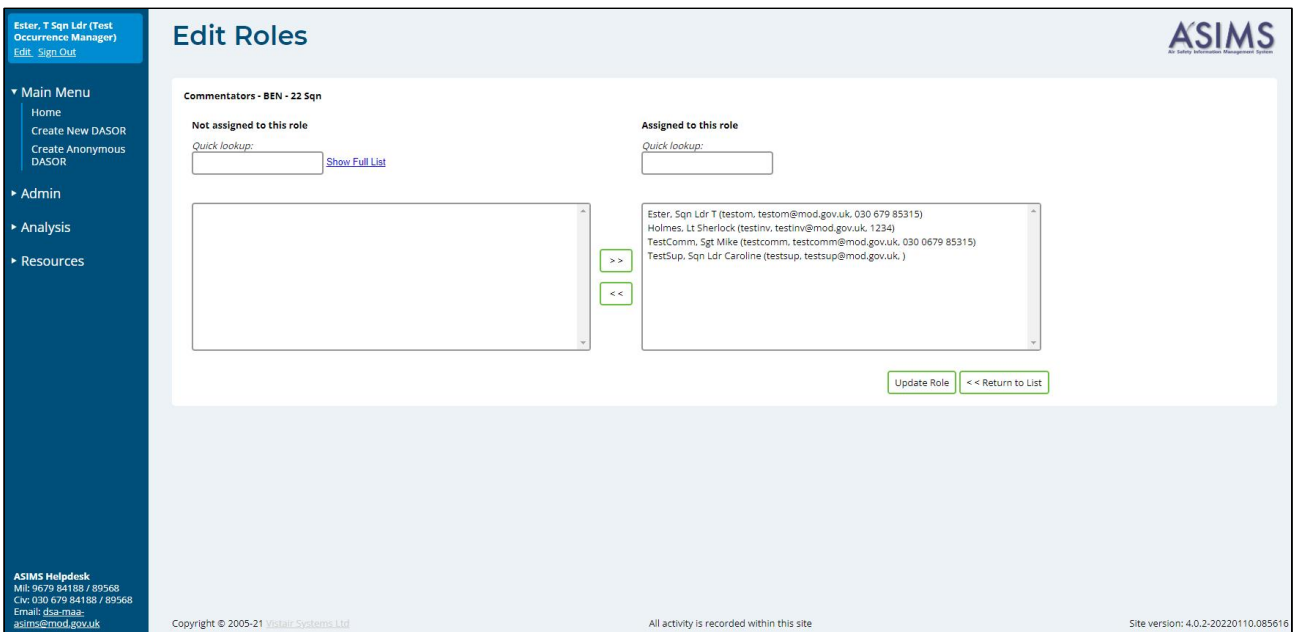 Ester, T Sqn Ldr (Test
Occurrence Manager)
Edit Sign Out
Edit Roles
ASIMS
Air Safety Information Management System
Main Menu
Home
Create New DASOR
Create Anonymous
DASOR
Admin
Analysis
Resources
Commentators - BEN - 22 Sqn
Not assigned to this role
Quick lookup:
Show Full List
Assigned to this role
Quick lookup:
Ester, Sqn Ldr T (testom, testom@mod.gov.uk, 030 679 85315)
Holmes, Lt Sherlock (testinv, testinv@mod.gov.uk, 1234)
TestComm, Sgt Mike (testcomm, testcomm@mod.gov.uk, 030 0679 85315)
TestSup, Sqn Ldr Caroline (testsup, testsup@mod.gov.uk, )
>>
<<
Update Role
<< Return to List
ASIMS Helpdesk
Mil: 9679 84188 / 89568
Civ: 030 679 84188 / 89568
Email: dsa-maa-
asims@mod.gov.uk
Copyright © 2005-21 Vistair Systems Ltd
All activity is recorded within this site
Site version: 4.0.2-20220110.085616